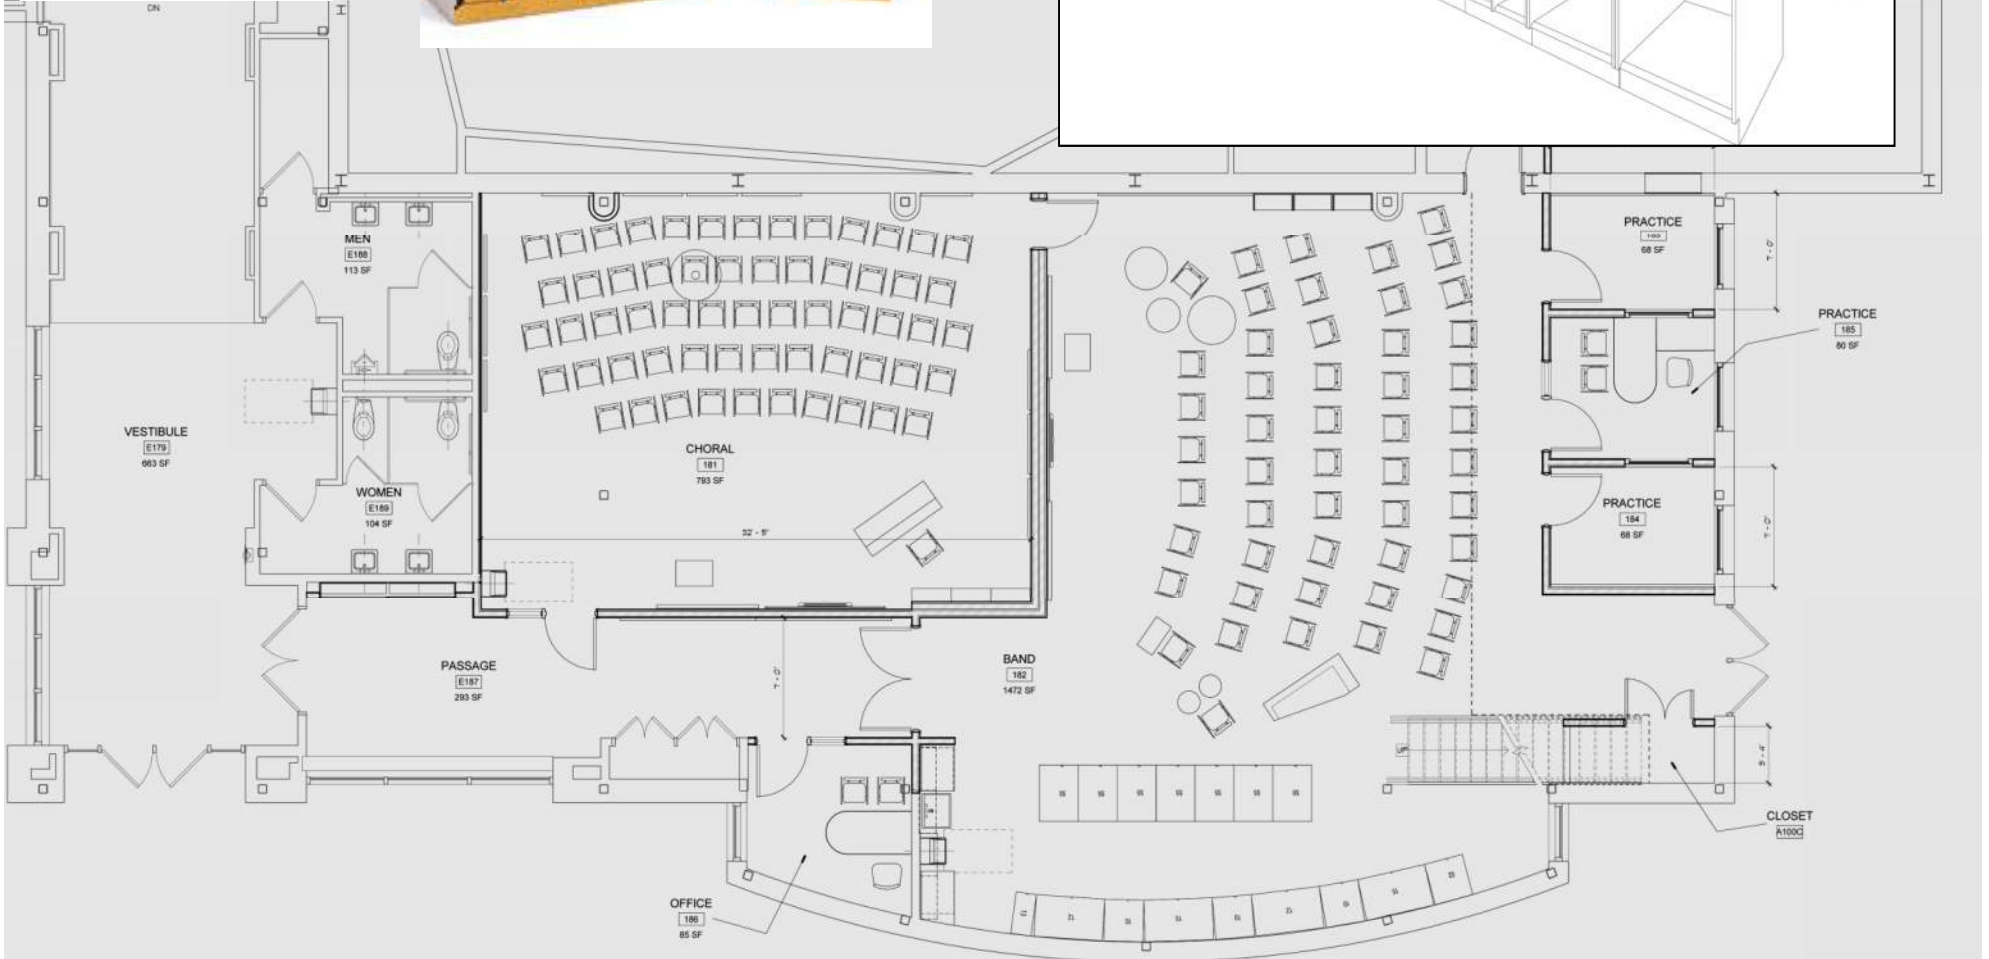 DN
MEN
E188
113 SF
PRACTICE
68 SF
7'-0"
PRACTICE
185
80 SF
VESTIBULE
E179
663 SF
CHORAL
181
793 SF
WOMEN
E189
104 SF
PRACTICE
184
68 SF
7'-0"
32' - 5"
PASSAGE
E187
293 SF
7'-0"
BAND
182
1472 SF
CLOSET
A100C
OFFICE
186
85 SF